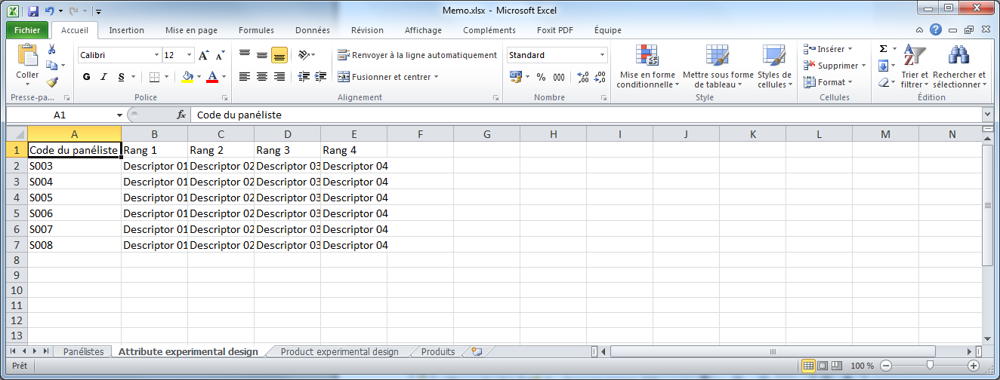 Memo.xlsx - Microsoft Excel
Fichier Accueil Insertion Mise en page Formules Données Révision Affichage Compléments Foxit PDF Équipe
Coller
Presse-pa...
Calibri 12
G I S
Police
Renvoyer à la ligne automatiquement
Fusionner et centrer
Alignement
Standard
% 000
Nombre
Mise en forme conditionnelle
Mettre sous forme de tableau
Styles de cellules
Style
Insérer
Supprimer
Format
Cellules
Σ
Trier et filtrer
Rechercher et sélectionner
Édition
A1 fx Code du panéliste
A B C D E F G H I J K L M N
1 Code du panéliste Rang 1 Rang 2 Rang 3 Rang 4
2 S003 Descriptor 01 Descriptor 02 Descriptor 03 Descriptor 04
3 S004 Descriptor 01 Descriptor 02 Descriptor 03 Descriptor 04
4 S005 Descriptor 01 Descriptor 02 Descriptor 03 Descriptor 04
5 S006 Descriptor 01 Descriptor 02 Descriptor 03 Descriptor 04
6 S007 Descriptor 01 Descriptor 02 Descriptor 03 Descriptor 04
7 S008 Descriptor 01 Descriptor 02 Descriptor 03 Descriptor 04
8
9
10
11
12
13
Panélistes Attribute experimental design Product experimental design Produits
Prêt 100 %